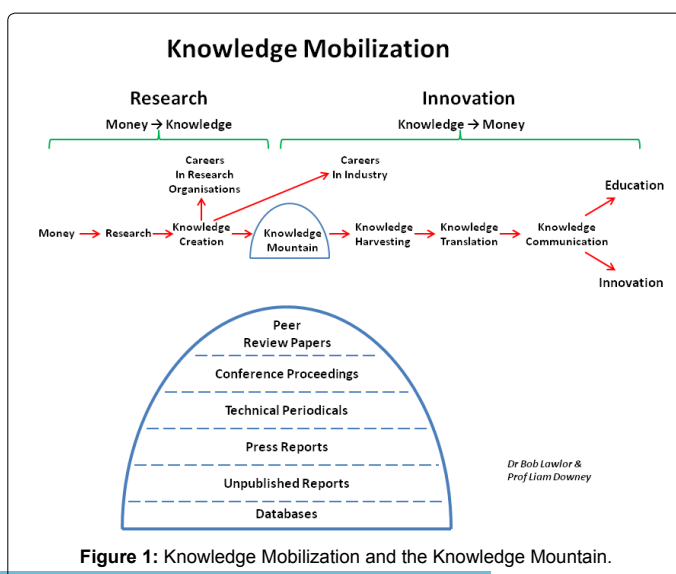 Knowledge Mobilization
Research
Innovation
Money → Knowledge
Knowledge → Money
Careers
In Research
Organisations
Careers
In Industry
Education
Money
Research
Knowledge
Creation
Knowledge
Mountain
Knowledge
Harvesting
Knowledge
Translation
Knowledge
Communication
Innovation
Peer
Review Papers
Conference Proceedings
Technical Periodicals
Press Reports
Unpublished Reports
Databases
Dr Bob Lawlor &
Prof Liam Downey
Figure 1: Knowledge Mobilization and the Knowledge Mountain.